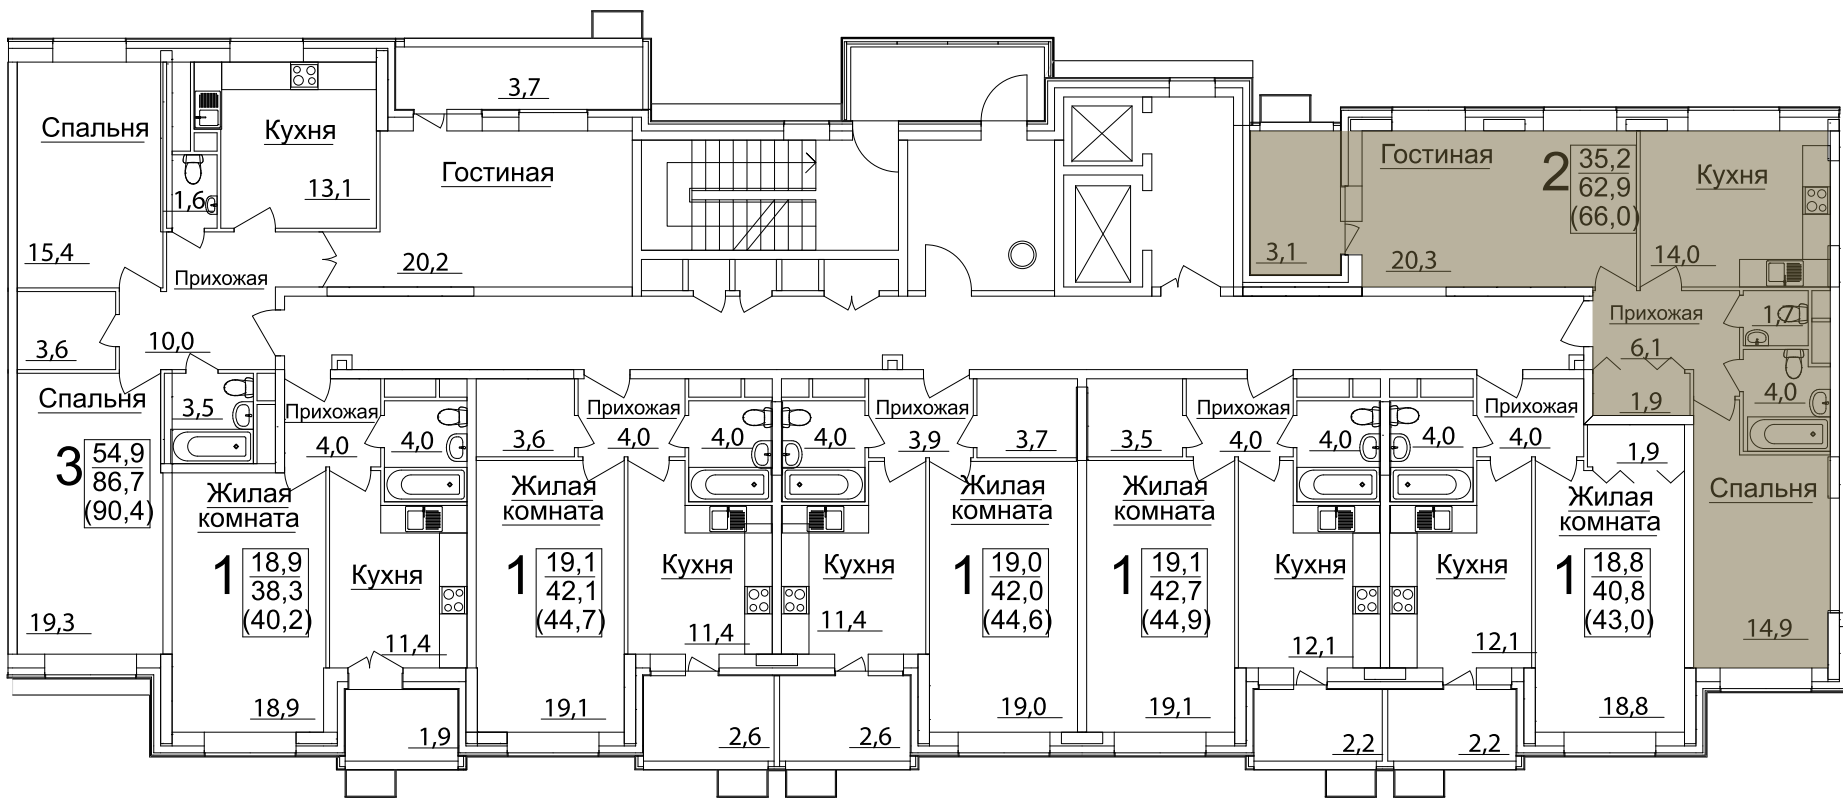 3,7
Спальня
Кухня
Гостиная
13,1
1,6
15,4
Прихожая
20,2
3,6
10,0
Спальня
3,5
3
54,9
86,7
(90,4)
19,3
Гостиная
2
35,2
62,9
(66,0)
Кухня
3,1
20,3
14,0
Прихожая
1,7
6,1
1,9
4,0
Спальня
14,9
Прихожая
4,0
4,0
Жилая
комната
1
18,9
38,3
(40,2)
Кухня
11,4
18,9
1,9
3,6
Прихожая
4,0
4,0
Жилая
комната
1
19,1
42,1
(44,7)
Кухня
11,4
19,1
2,6
4,0
Прихожая
3,9
3,7
Кухня
11,4
Жилая
комната
1
19,0
42,0
(44,6)
19,0
2,6
3,5
Прихожая
4,0
4,0
Жилая
комната
1
19,1
42,7
(44,9)
Кухня
12,1
19,1
2,2
4,0
Прихожая
4,0
1,9
Кухня
12,1
Жилая
комната
1
18,8
40,8
(43,0)
18,8
2,2